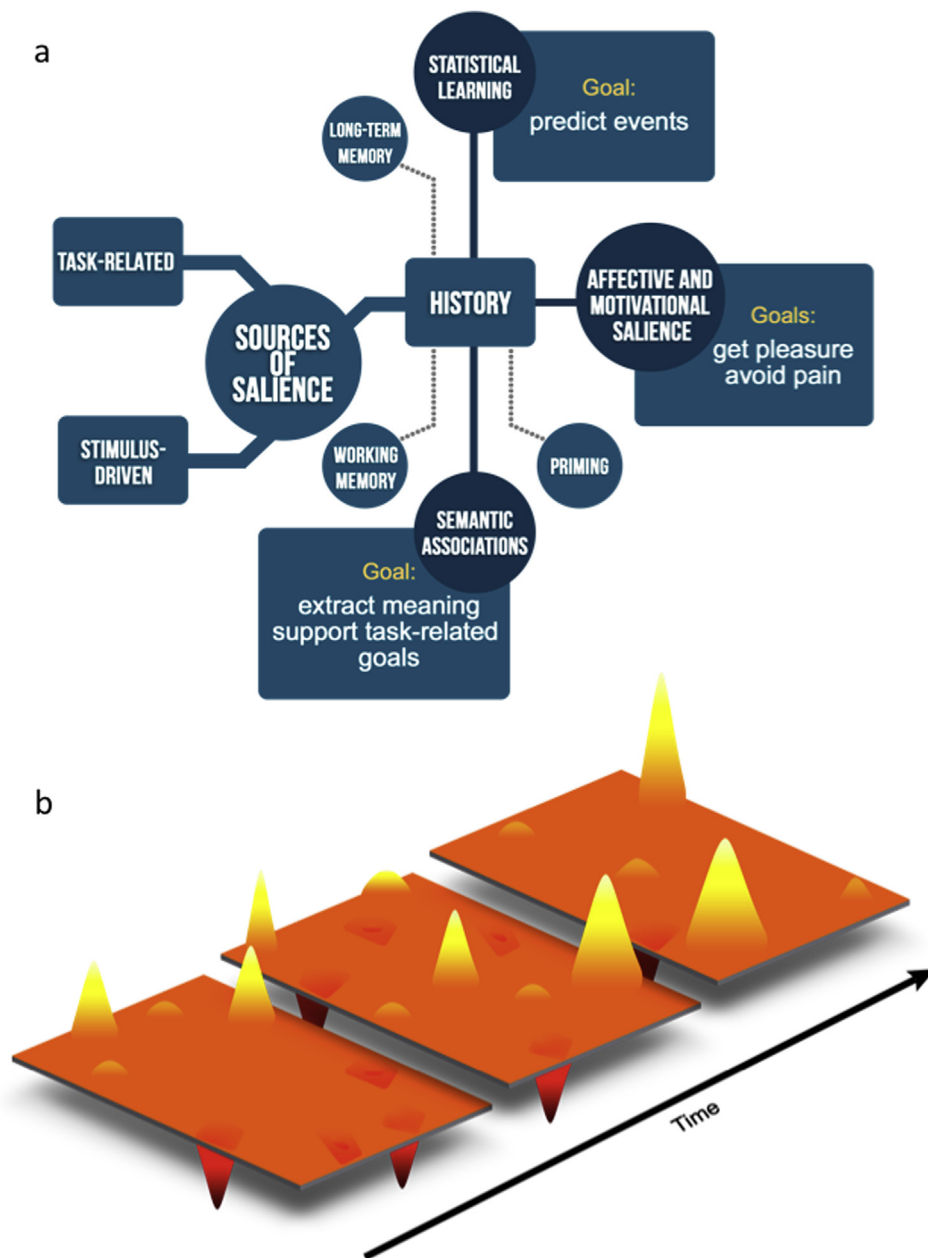 a
STATISTICAL
LEARNING
Goal:
predict events
LONG-TERM
MEMORY
TASK-RELATED
HISTORY
AFFECTIVE AND
MOTIVATIONAL
SALIENCE
Goals:
get pleasure
avoid pain
SOURCES
OF
SALIENCE
STIMULUS-
DRIVEN
WORKING
MEMORY
PRIMING
SEMANTIC
ASSOCIATIONS
Goal:
extract meaning
support task-related
goals
b
Time